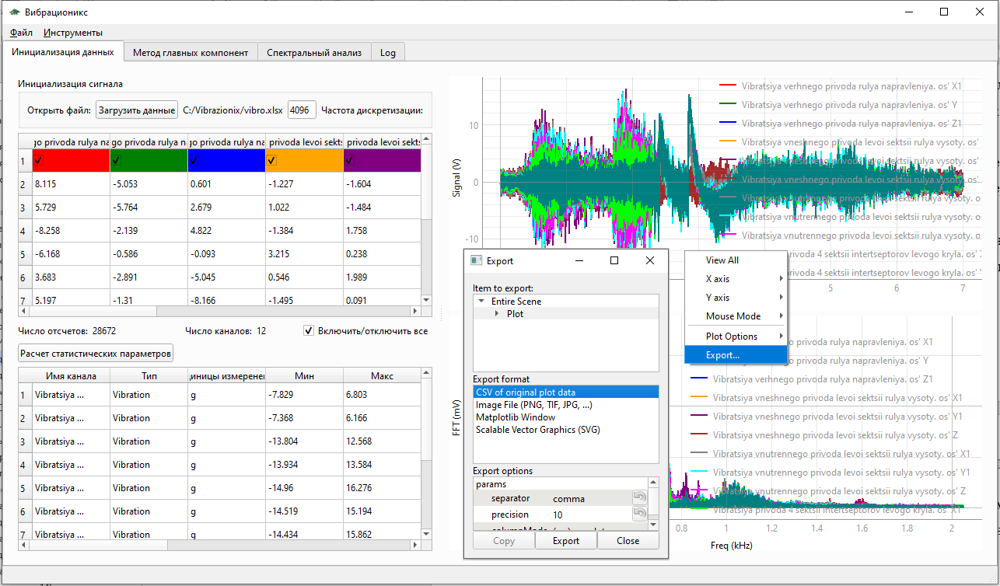 Вибрационикс
Файл Инструменты
Инициализация данных Метод главных компонент Спектральный анализ Log
Инициализация сигнала
Открыть файл: Загрузить данные C:/Vibrazionix/vibro.xlsx 4096 Частота дискретизации:
go privoda rulya na go privoda rulya n go privoda rulya na privoda levoi sekts privoda levoi sekts
1
2 8.115 -5.053 0.601 -1.227 -1.604
3 5.729 -5.764 2.679 1.022 -1.484
4 -8.258 -2.139 4.822 -1.384 1.758
5 -6.168 -0.586 -0.093 3.215 0.238
6 3.683 -2.891 -5.045 0.546 1.989
7 5.197 -1.31 -8.166 -1.495 0.091
Число отсчетов: 28672 Число каналов: 12 Включить/отключить все
Расчет статистических параметров
Имя канала Тип диницы измерения Мин Макс
1 Vibratsiya ... Vibration g -7.829 6.803
2 Vibratsiya ... Vibration g -7.368 6.166
3 Vibratsiya ... Vibration g -13.804 12.568
4 Vibratsiya ... Vibration g -13.934 13.584
5 Vibratsiya ... Vibration g -14.96 16.276
6 Vibratsiya ... Vibration g -14.519 15.194
7 Vibratsiya ... Vibration g -14.434 15.862
Signal (V)
10
0
-10
Vibratsiya verhnego privoda rulya napravleniya. os' X1
Vibratsiya verhnego privoda rulya napravleniya. os' Y
Vibratsiya verhnego privoda rulya napravleniya. os' Z1
Vibratsiya vneshnego privoda levoi sektsii rulya vysoty. os'
Vibratsiya vneshnego privoda levoi sektsii rulya vysoty. os'
Vibratsiya vneshnego privoda levoi sektsii rulya vysoty. os'
Vibratsiya vnutrennego privoda levoi sektsii rulya vysoty. o
Vibratsiya vnutrennego privoda levoi sektsii rulya vysoty. o
Vibratsiya vnutrennego privoda levoi sektsii rulya vysoty. o
rivoda 4 sektsii interseptorov levogo kryla. os'
rivoda 4 sektsii interseptorov levogo kryla. os'
5 6 7
Export
Item to export:
Entire Scene
Plot
Export format
CSV of original plot data
Image File (PNG, TIF, JPG, ...)
Matplotlib Window
Scalable Vector Graphics (SVG)
Export options
params
separator comma
precision 10
Copy Export Close
View All
X axis
Y axis
Mouse Mode
Plot Options
Export...
FFT (mV)
o privoda rulya napravleniya. os' X1
o privoda rulya napravleniya. os' Y
Vibratsiya verhnego privoda rulya napravleniya. os' Z1
Vibratsiya vneshnego privoda levoi sektsii rulya vysoty. os' X1
Vibratsiya vneshnego privoda levoi sektsii rulya vysoty. os' Y1
Vibratsiya vneshnego privoda levoi sektsii rulya vysoty. os' Z
Vibratsiya vnutrennego privoda levoi sektsii rulya vysoty. os' X1
Vibratsiya vnutrennego privoda levoi sektsii rulya vysoty. os' Y1
Vibratsiya vnutrennego privoda levoi sektsii rulya vysoty. os' Z
Vibratsiya privoda 4 sektsii interseptorov levogo kryla. os' X1
0.8 1 1.2 1.4 1.6 1.8 2
Freq (kHz)